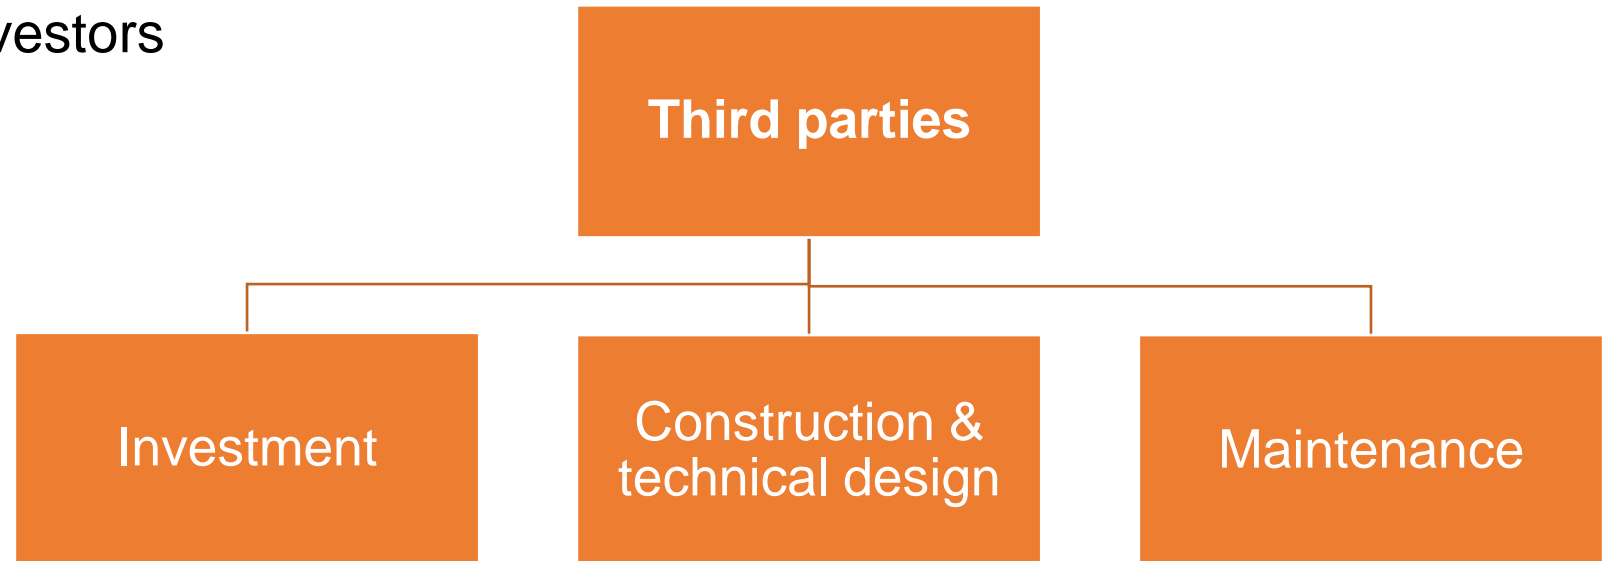 vestors
Third parties
Investment
Construction &
technical design
Maintenance